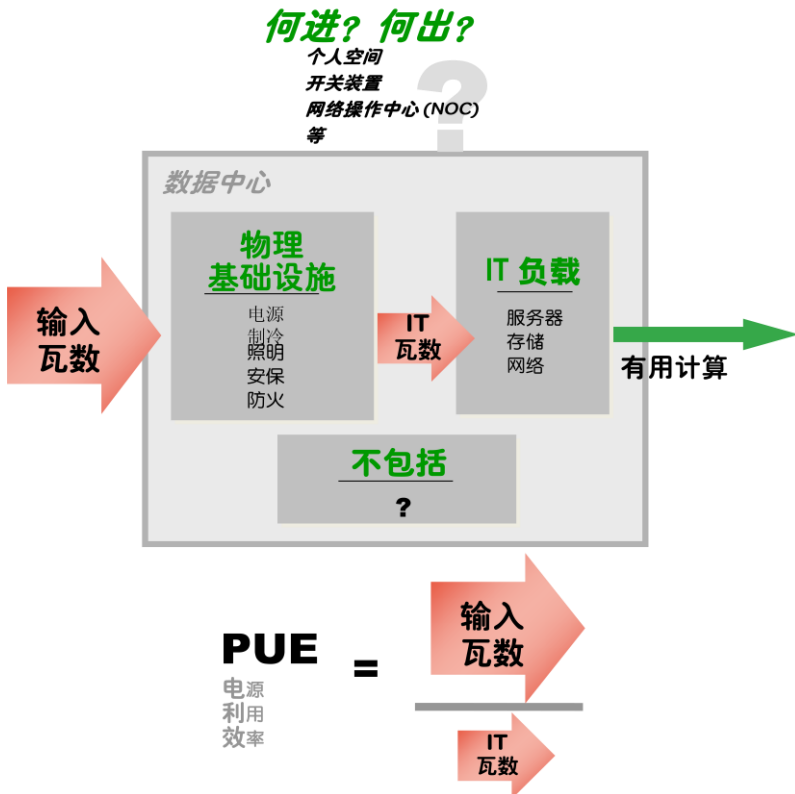 何进？何出？
个人空间
开关装置
网络操作中心 (NOC)
等
?
数据中心
物理
基础设施
电源
制冷
照明
安保
防火
IT 负载
服务器
存储
网络
输入
瓦数
IT
瓦数
有用计算
不包括
?
PUE
电源
利用
效率
=
输入
瓦数
IT
瓦数